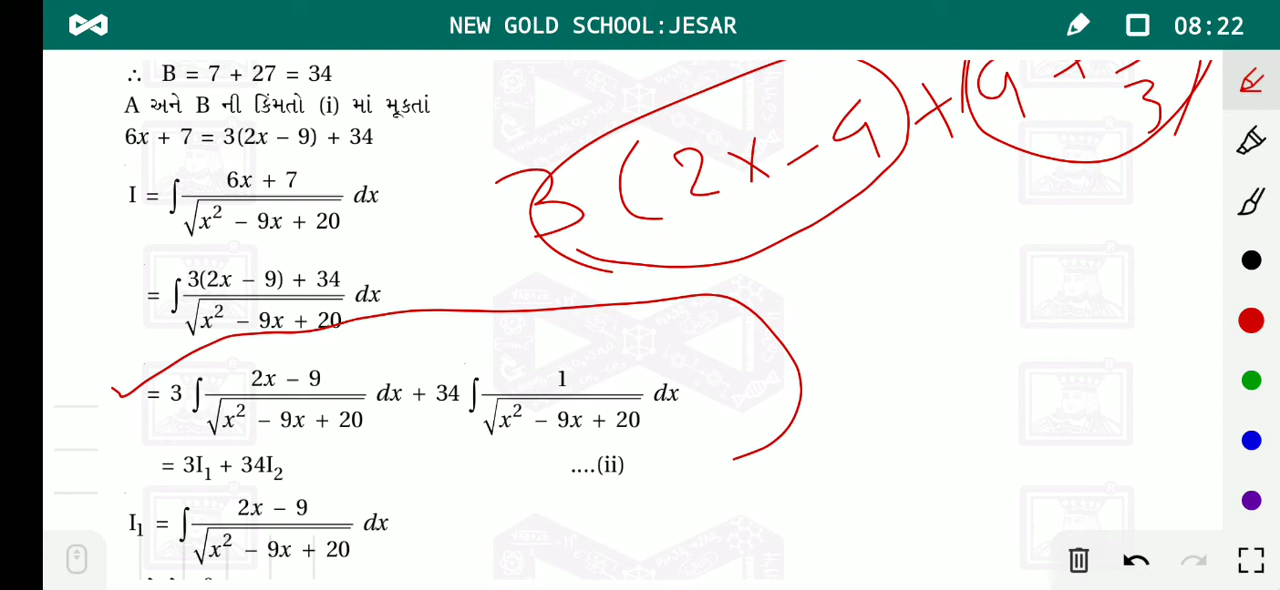 NEW GOLD SCHOOL:JESAR 08:22
∴ B = 7 + 27 = 34
A અને B ની કિંમતો (i) માં મૂકતાં
6x + 7 = 3(2x – 9) + 34
I = ∫ (6x + 7) / √(x² – 9x + 20) dx
= ∫ (3(2x – 9) + 34) / √(x² – 9x + 20) dx
= 3 ∫ (2x – 9) / √(x² – 9x + 20) dx + 34 ∫ 1 / √(x² – 9x + 20) dx
= 3I₁ + 34I₂ ....(ii)
I₁ = ∫ (2x – 9) / √(x² – 9x + 20) dx
3(2x – 9) +